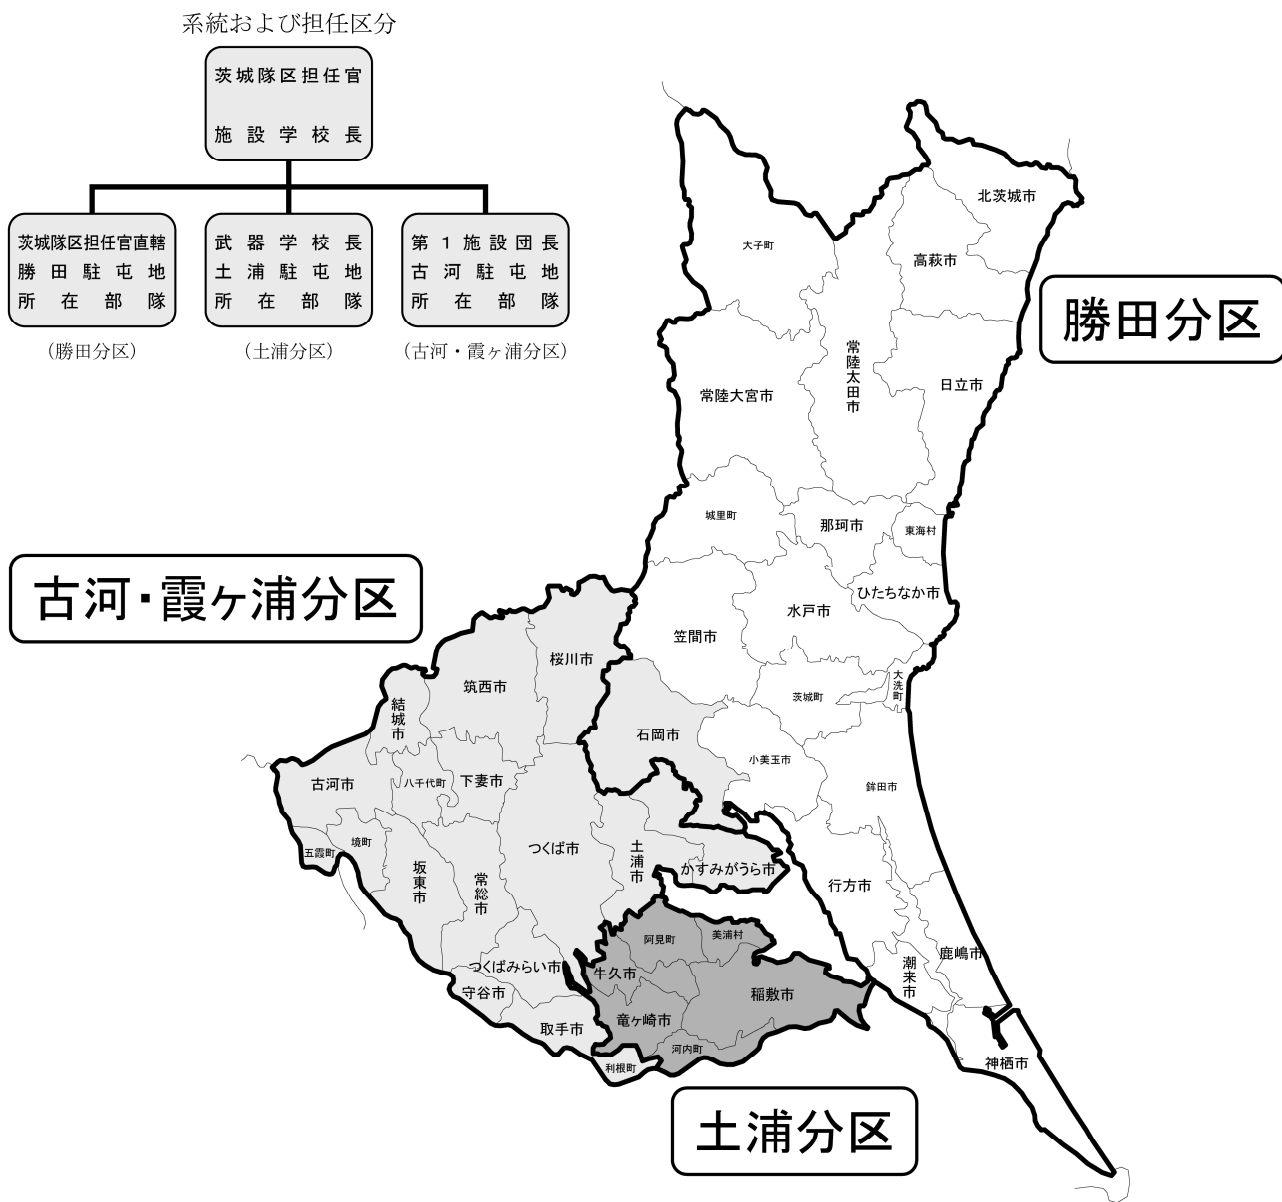 系統および担任区分
茨城隊区担任官
施設学校長
茨城隊区担任官直轄
勝田駐屯地
所在部隊
(勝田分区)
武器学校長
土浦駐屯地
所在部隊
(土浦分区)
第1施設団長
古河駐屯地
所在部隊
(古河・霞ヶ浦分区)
勝田分区
北茨城市
大子町
高萩市
常陸太田市
日立市
常陸大宮市
城里町
那珂市
東海村
ひたちなか市
水戸市
笠間市
茨城町
大洗町
小美玉市
鉾田市
行方市
鹿嶋市
潮来市
神栖市
古河・霞ヶ浦分区
桜川市
筑西市
結城市
石岡市
古河市
八千代町
下妻市
五霞町
境町
坂東市
常総市
つくば市
土浦市
かすみがうら市
つくばみらい市
守谷市
取手市
利根町
阿見町
美浦村
牛久市
稲敷市
竜ヶ崎市
河内町
土浦分区